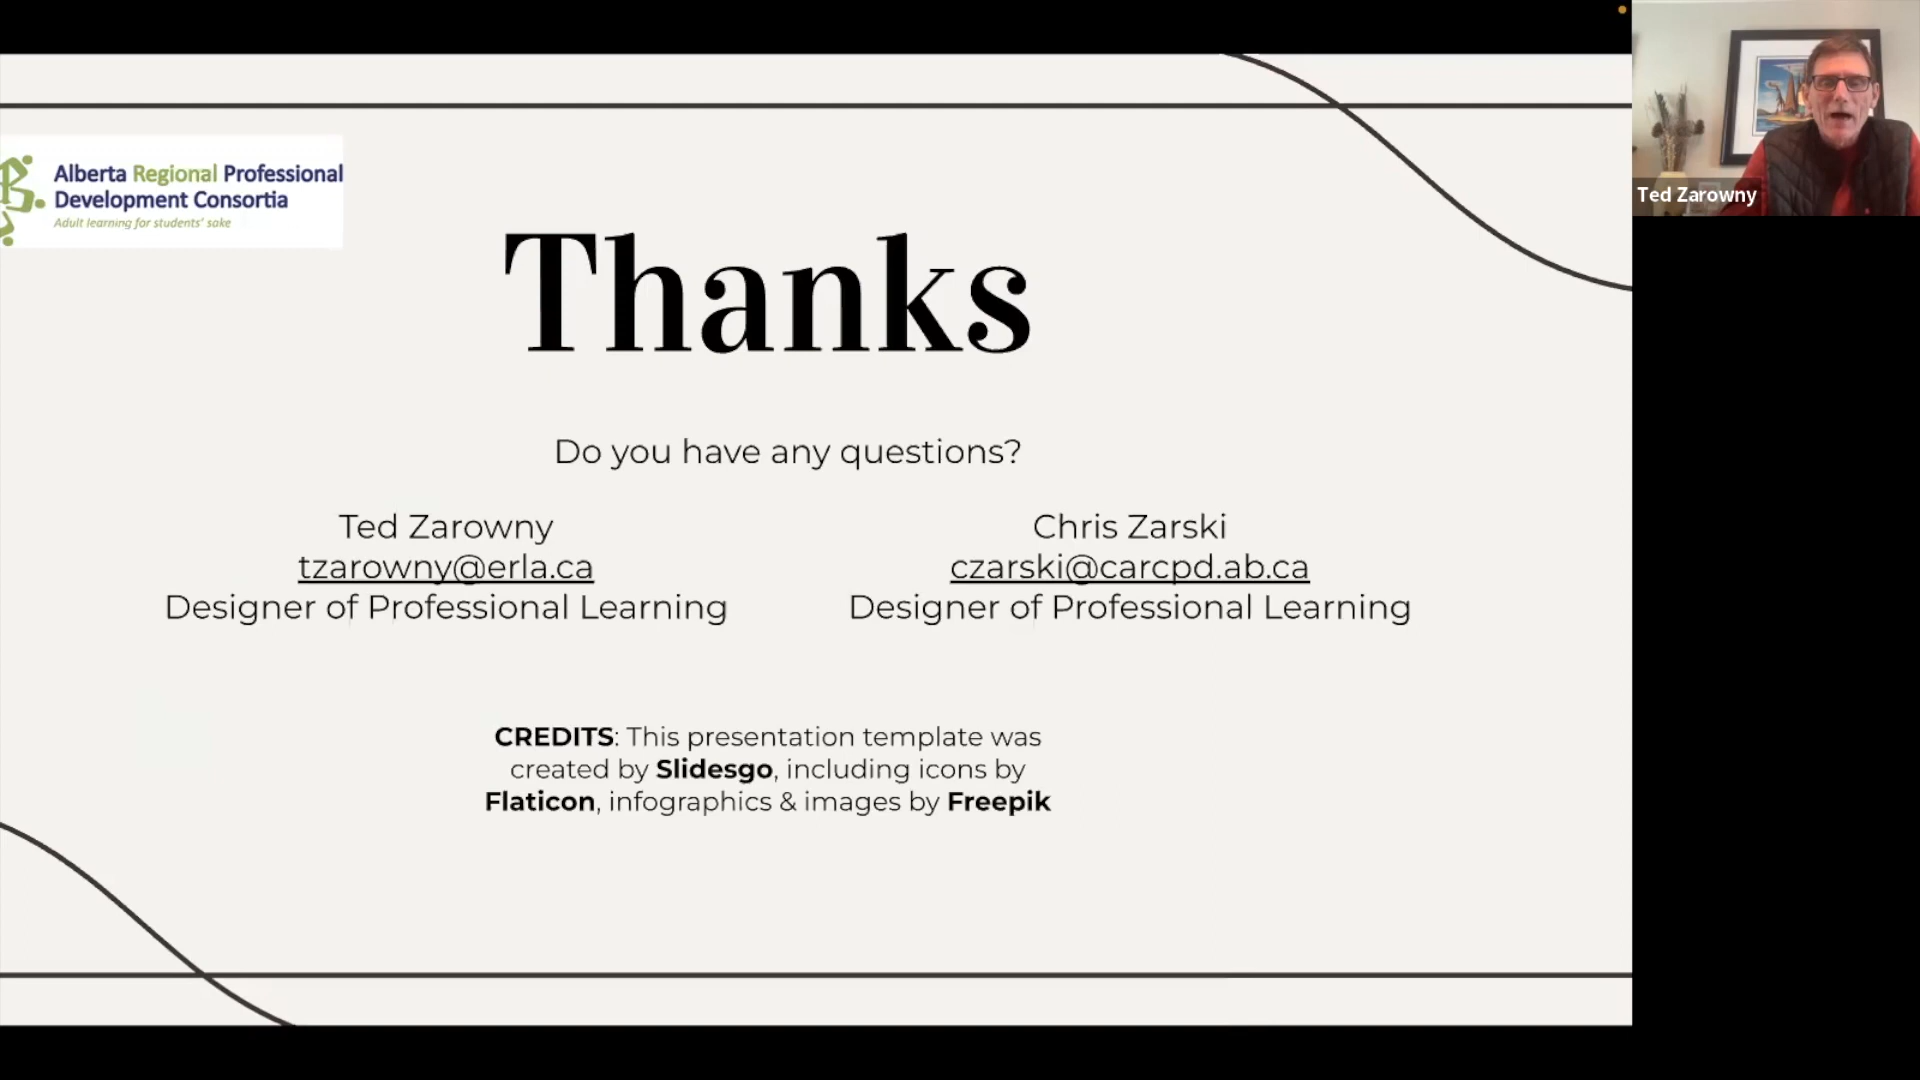 Alberta Regional Professional
Development Consortia
Adult learning for students' sake
Thanks
Do you have any questions?
Ted Zarowny
tzarowny@erla.ca
Designer of Professional Learning
Chris Zarski
czarski@carcpd.ab.ca
Designer of Professional Learning
CREDITS: This presentation template was
created by Slidesgo, including icons by
Flaticon, infographics & images by Freepik
Ted Zarowny